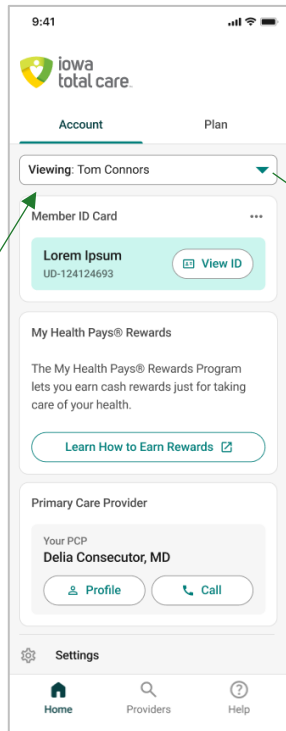 9:41
iowa
total care.
Account Plan
Viewing: Tom Connors
Member ID Card
Lorem Ipsum
UD-124124693
View ID
My Health Pays® Rewards
The My Health Pays® Rewards Program
lets you earn cash rewards just for taking
care of your health.
Learn How to Earn Rewards
Primary Care Provider
Your PCP
Delia Consecutor, MD
Profile Call
Settings
Home Providers Help